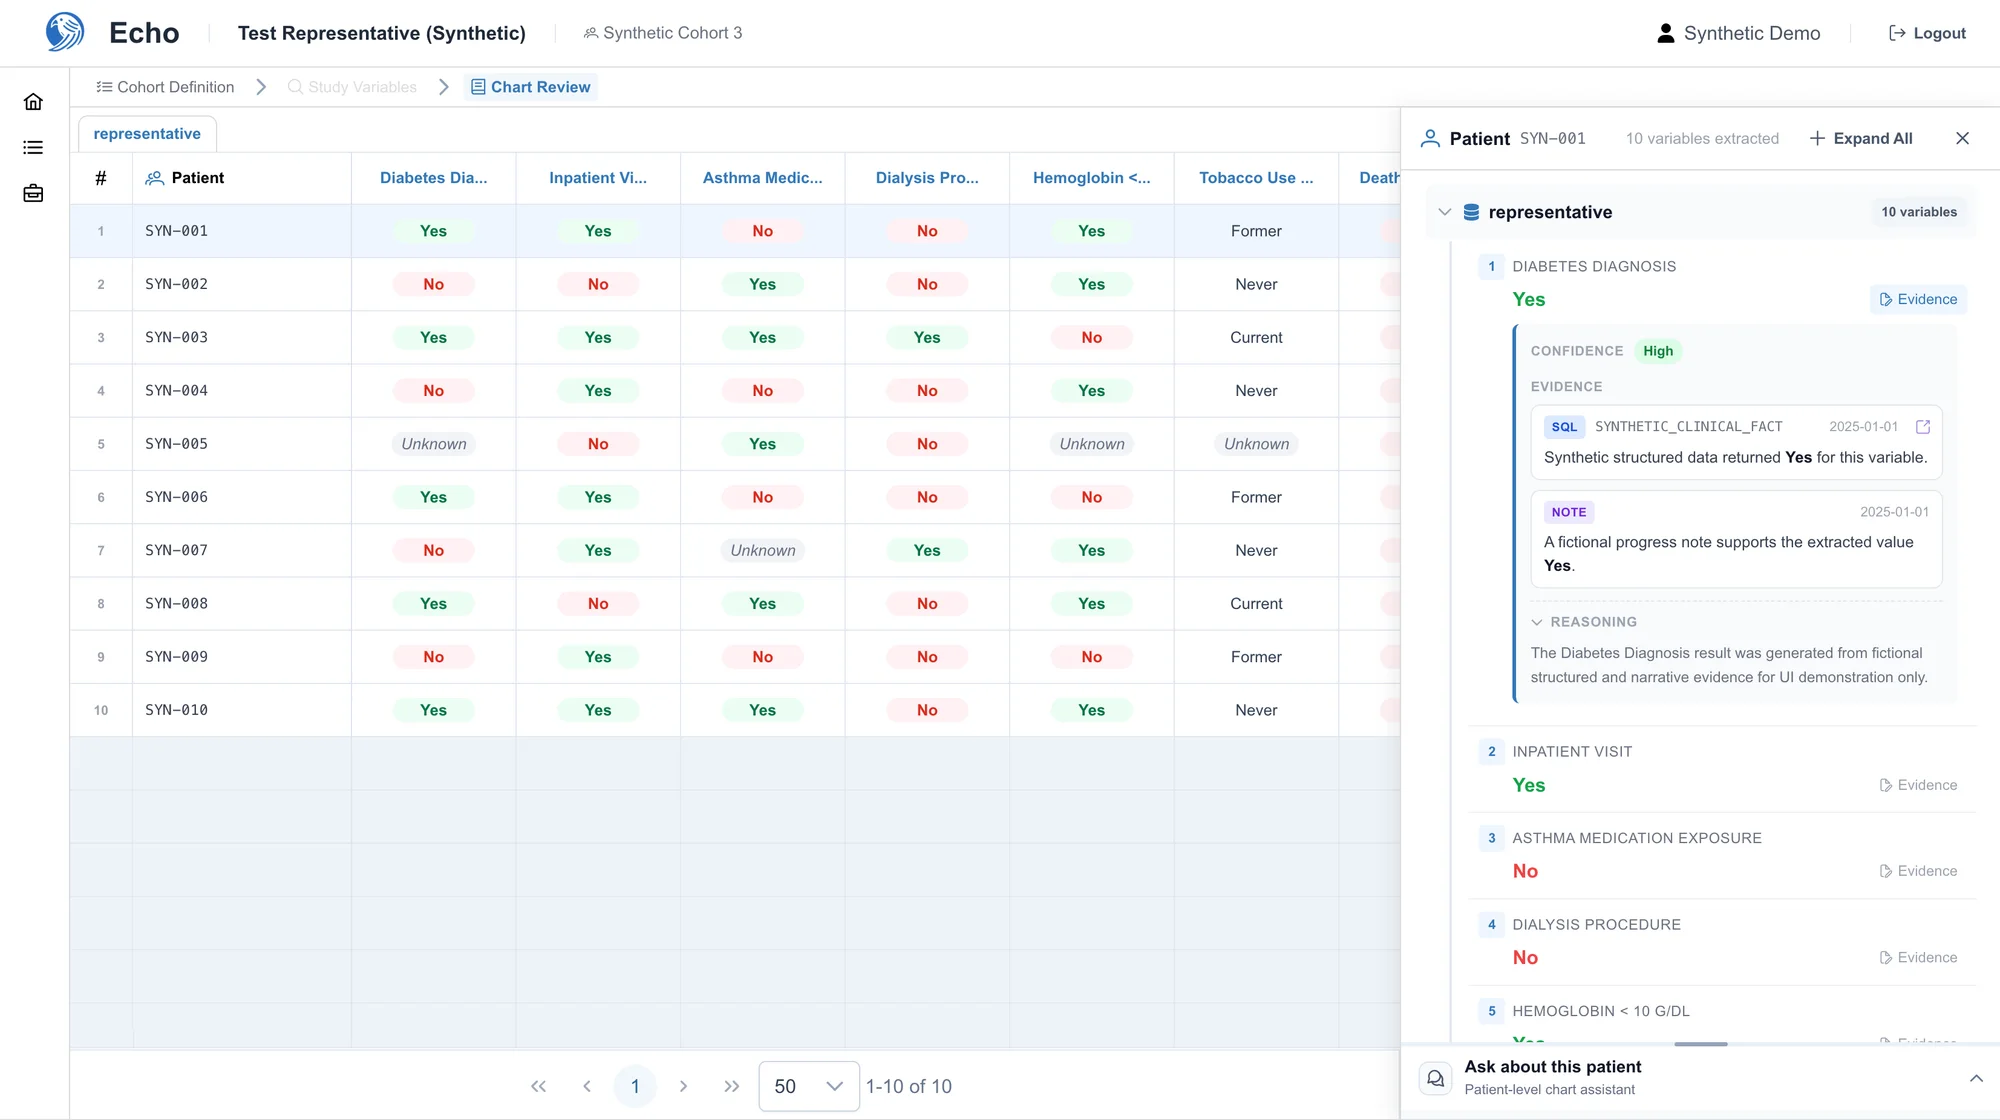 Echo
Test Representative (Synthetic)
Synthetic Cohort 3
Synthetic Demo
Logout
Cohort Definition
Study Variables
Chart Review
representative
# Patient Diabetes Dia... Inpatient Vi... Asthma Medic... Dialysis Pro... Hemoglobin <... Tobacco Use ... Death
1 SYN-001 Yes Yes No No Yes Former
2 SYN-002 No No Yes No Yes Never
3 SYN-003 Yes Yes Yes Yes No Current
4 SYN-004 No Yes No No Yes Never
5 SYN-005 Unknown No Yes No Unknown Unknown
6 SYN-006 Yes Yes No No No Former
7 SYN-007 No Yes Unknown Yes Yes Never
8 SYN-008 Yes No Yes No Yes Current
9 SYN-009 No Yes No No No Former
10 SYN-010 Yes Yes Yes No Yes Never
1
50
1-10 of 10
Patient SYN-001
10 variables extracted
Expand All
representative
10 variables
1 DIABETES DIAGNOSIS
Yes
Evidence
CONFIDENCE High
EVIDENCE
SQL SYNTHETIC_CLINICAL_FACT 2025-01-01
Synthetic structured data returned Yes for this variable.
NOTE 2025-01-01
A fictional progress note supports the extracted value
Yes.
REASONING
The Diabetes Diagnosis result was generated from fictional
structured and narrative evidence for UI demonstration only.
2 INPATIENT VISIT
Yes
Evidence
3 ASTHMA MEDICATION EXPOSURE
No
Evidence
4 DIALYSIS PROCEDURE
No
Evidence
5 HEMOGLOBIN < 10 G/DL
Yes
Evidence
Ask about this patient
Patient-level chart assistant